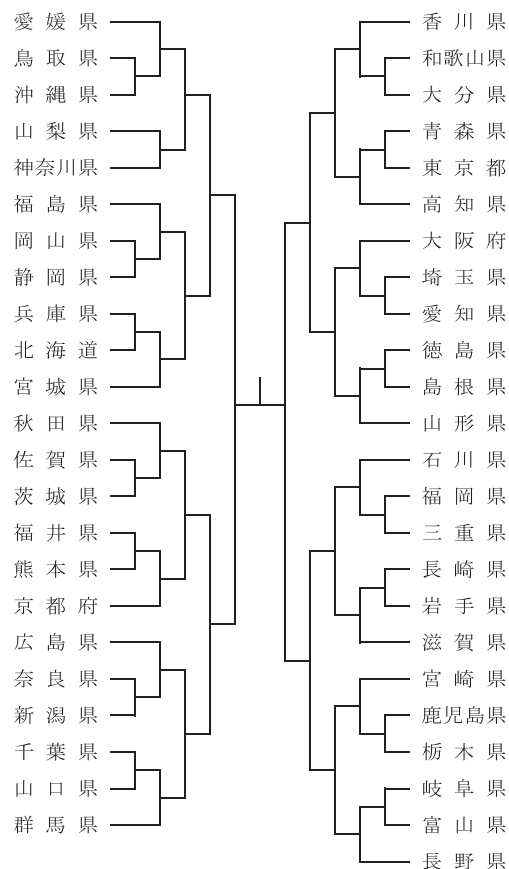 愛媛県
鳥取県
沖縄県
山梨県
神奈川県
福島県
岡山県
静岡県
兵庫県
北海道
宮城県
秋田県
佐賀県
茨城県
福井県
熊本県
京都府
広島県
奈良県
新潟県
千葉県
山口県
群馬県
香川県
和歌山県
大分県
青森県
東京都
高知県
大阪府
埼玉県
愛知県
徳島県
島根県
山形県
石川県
福岡県
三重県
長崎県
岩手県
滋賀県
宮崎県
鹿児島県
栃木県
岐阜県
富山県
長野県